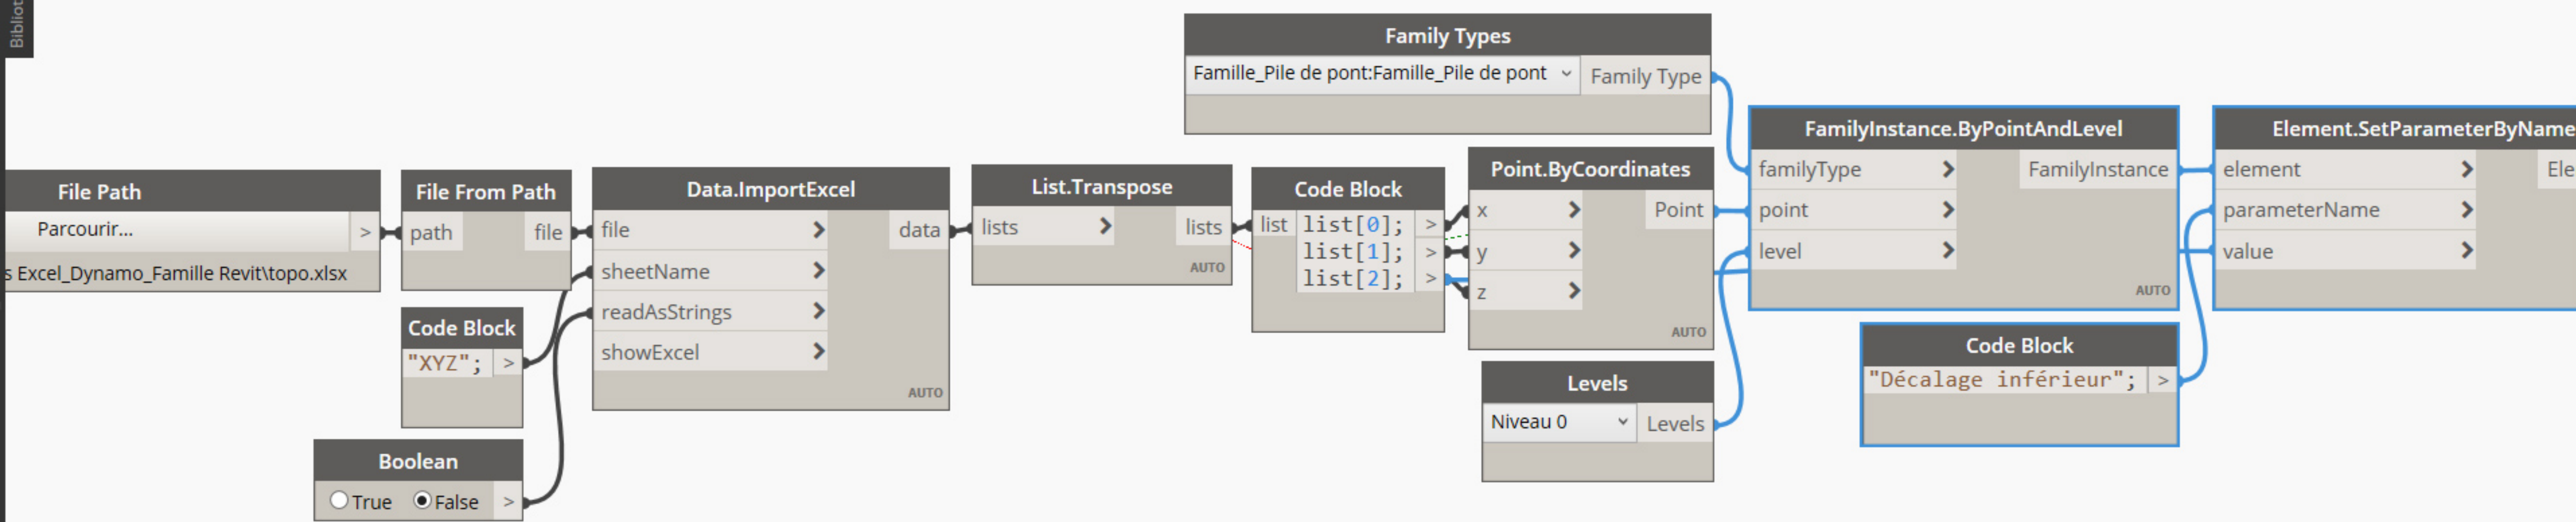 Bibliot
File Path
Parcourir...
>
s Excel_Dynamo_Famille Revit\topo.xlsx
File From Path
path
file
Code Block
"XYZ";
>
Boolean
True
False
>
Data.ImportExcel
file
data
sheetName
readAsStrings
showExcel
AUTO
List.Transpose
lists
lists
AUTO
Code Block
list
list[0]; >
list[1]; >
list[2]; >
Family Types
Famille_Pile de pont:Famille_Pile de pont
Family Type
Point.ByCoordinates
x
Point
y
z
AUTO
Levels
Niveau 0
Levels
FamilyInstance.ByPointAndLevel
familyType
FamilyInstance
point
level
AUTO
Code Block
"Décalage inférieur"; >
Element.SetParameterByName
element
Ele
parameterName
value